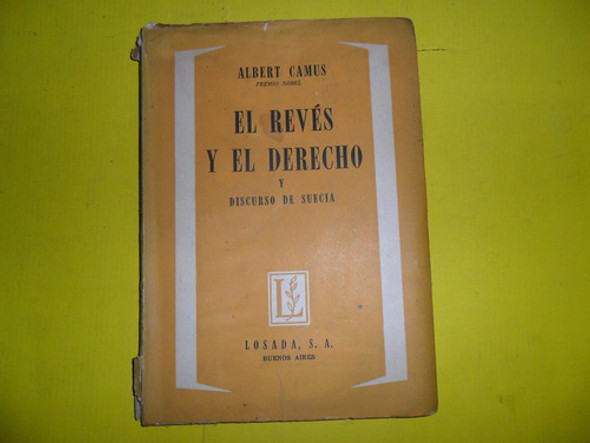 ALBERT CAMUS
PREMIO NOBEL
EL REVÉS
Y EL DERECHO
Y
DISCURSO DE SUECIA
L
LOSADA, S. A.
BUENOS AIRES